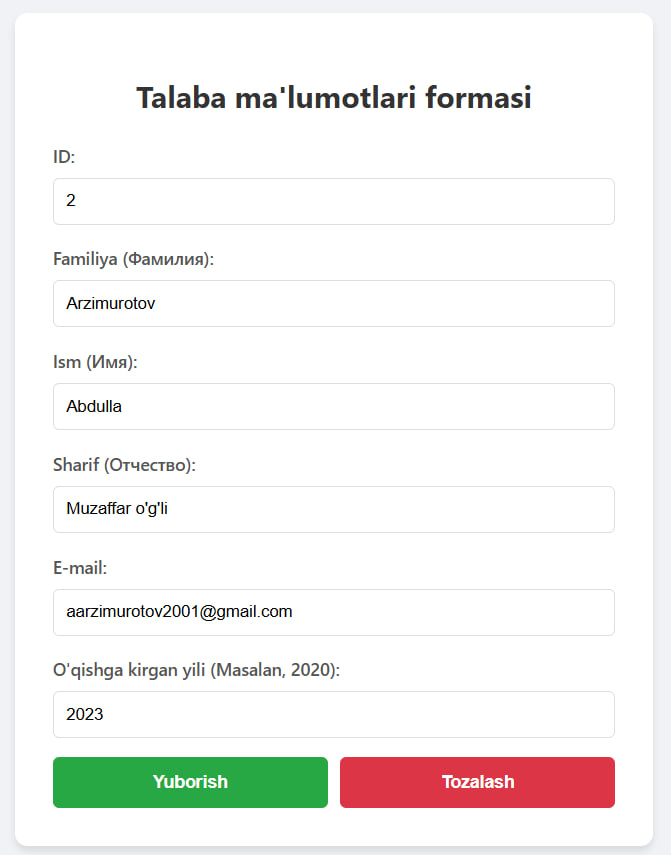 Talaba ma'lumotlari formasi
ID:
2
Familiya (Фамилия):
Arzimurotov
Ism (Имя):
Abdulla
Sharif (Отчество):
Muzaffar o'g'li
E-mail:
aarzimurotov2001@gmail.com
O'qishga kirgan yili (Masalan, 2020):
2023
Yuborish Tozalash